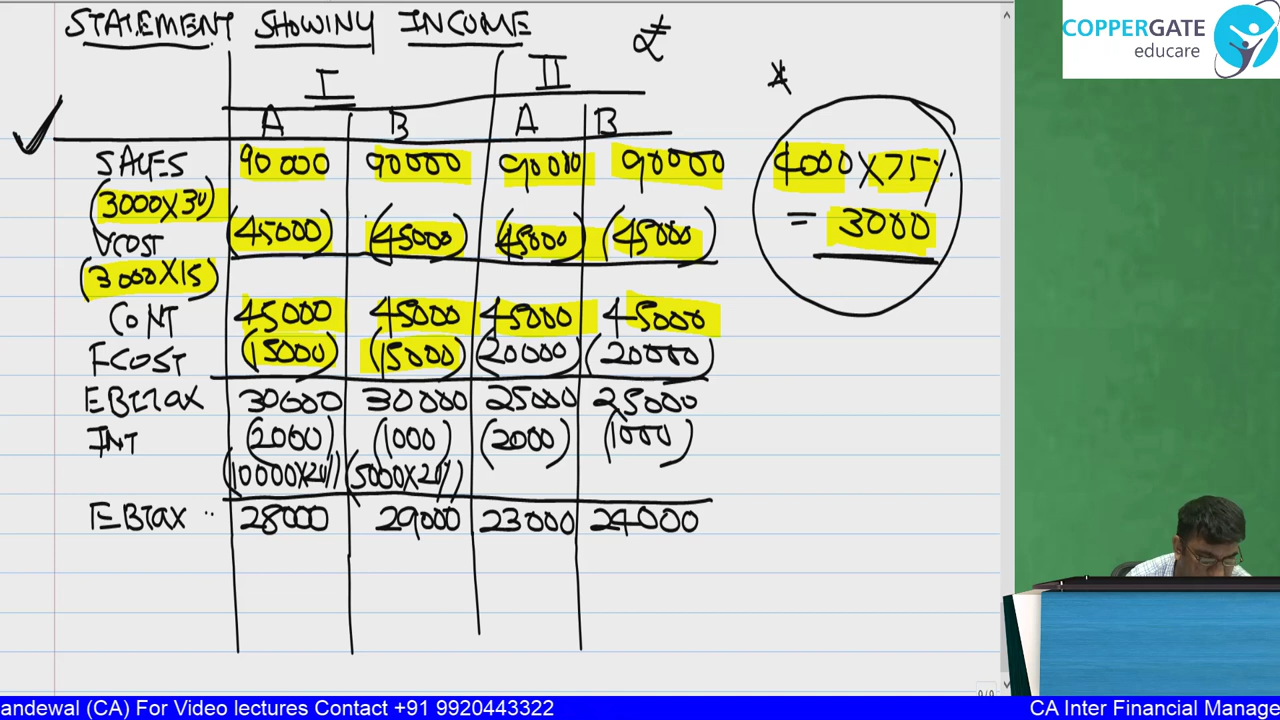 STATEMENT SHOWINY INCOME
₹
I II
A B A B
SALES 90000 90000 90000 90000
(3000X30)
VCOST (45000) (45000) (45000) (45000)
(3000X15)
CONT 45000 45000 45000 45000
FCOST (15000) (15000) (20000) (20000)
EBITTAX 30000 30000 25000 25000
INT (2000) (1000) (2000) (1000)
(10000X20%) (5000X20%)
EBTAX 28000 29000 23000 24000
*
4000X75%
= 3000
COPPERGATE
educare
andewal (CA) For Video lectures Contact +91 9920443322
CA Inter Financial Manage